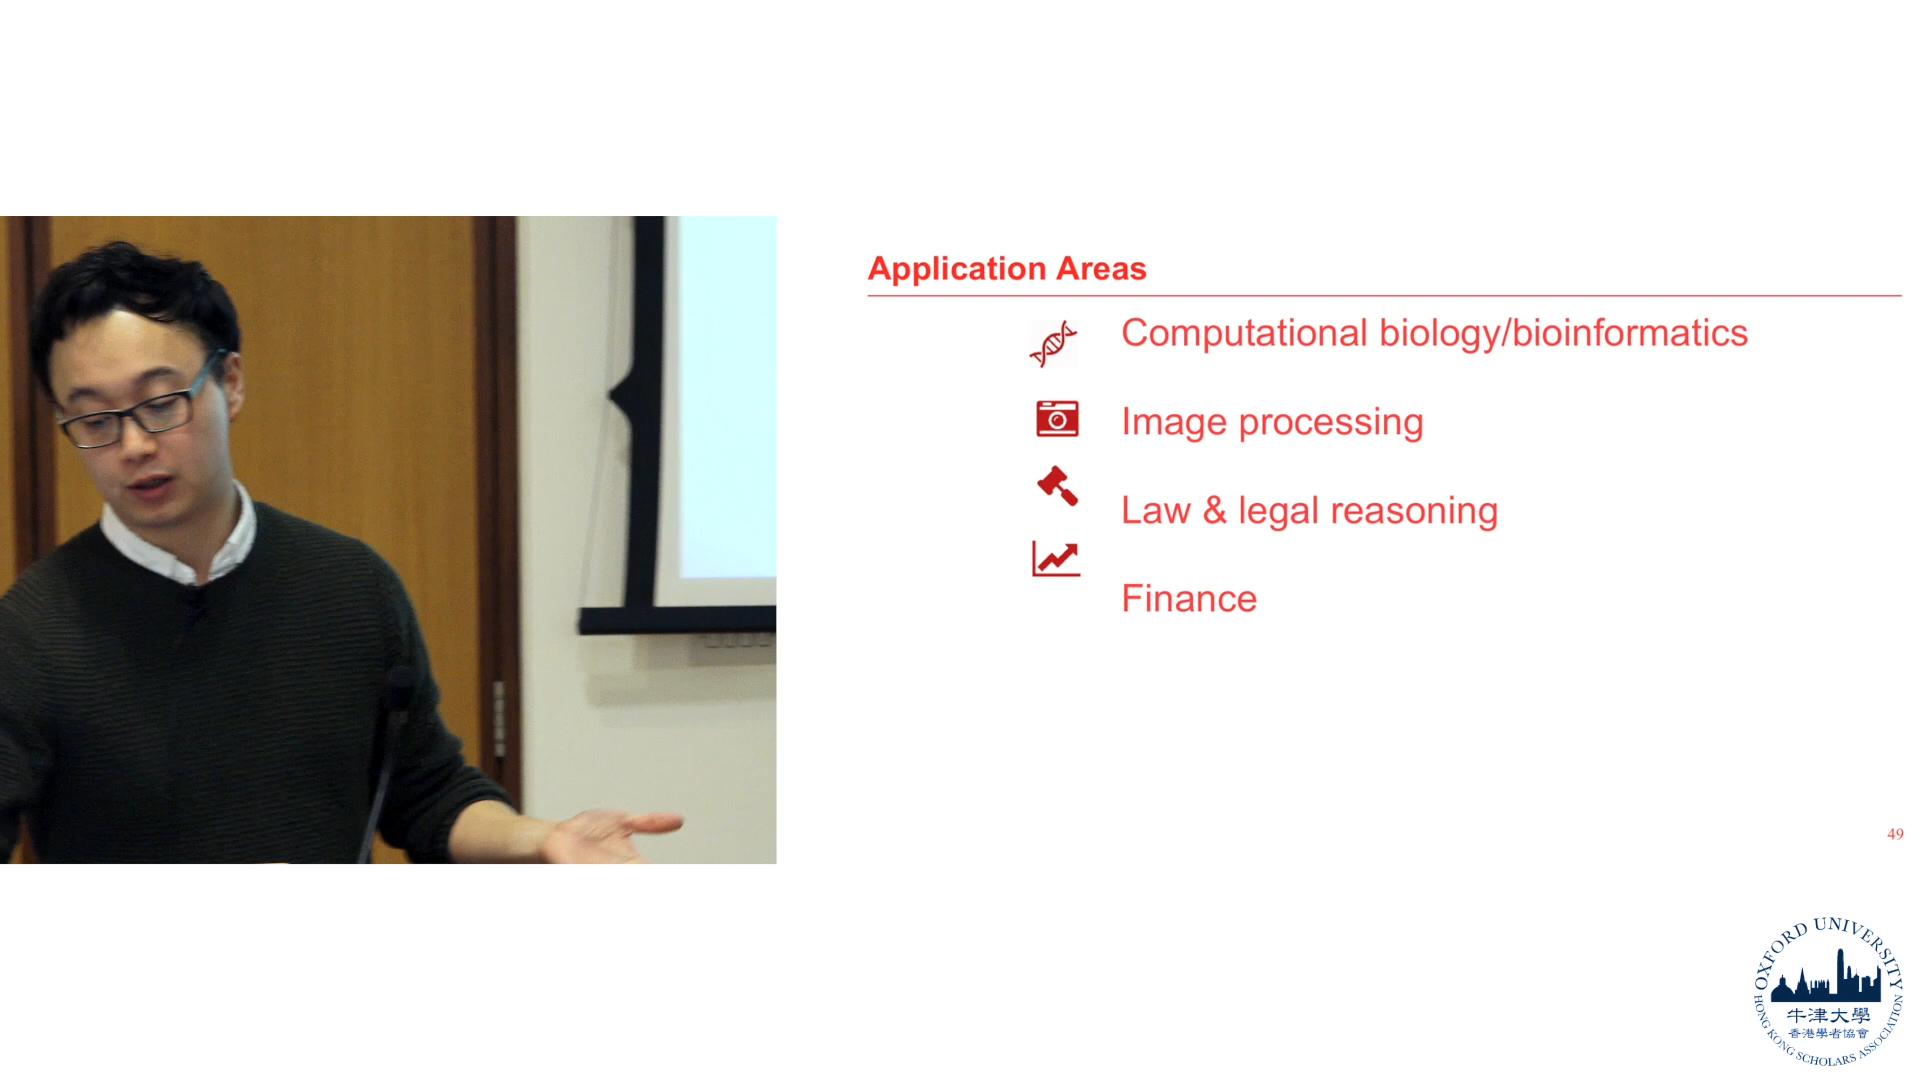 Application Areas
Computational biology/bioinformatics
Image processing
Law & legal reasoning
Finance
49
OXFORD UNIVERSITY
牛津大學
香港學者協會
HONG KONG SCHOLARS ASSOCIATION